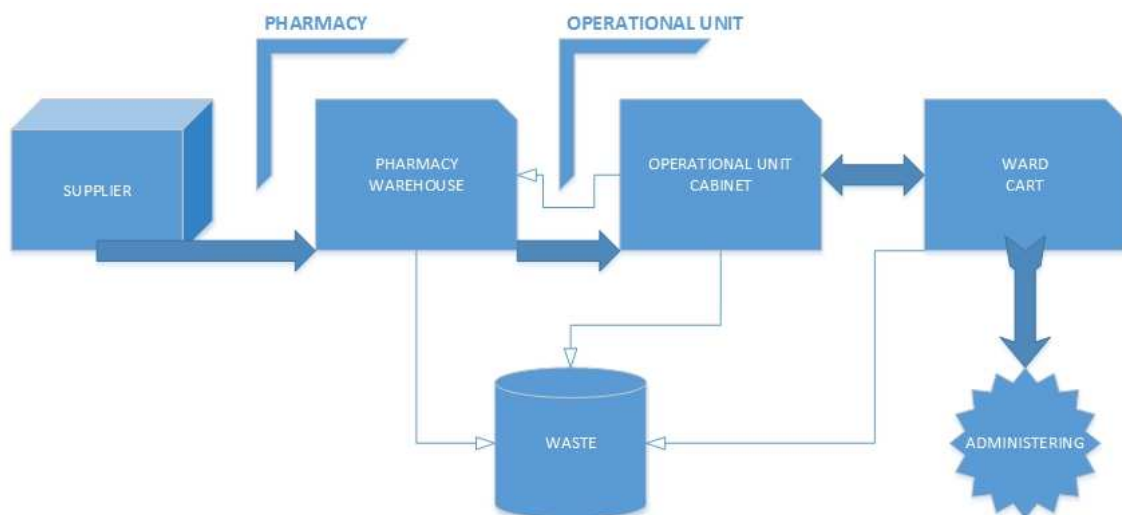 PHARMACY
OPERATIONAL UNIT
SUPPLIER
PHARMACY
WAREHOUSE
OPERATIONAL UNIT
CABINET
WARD
CART
WASTE
ADMINISTERING